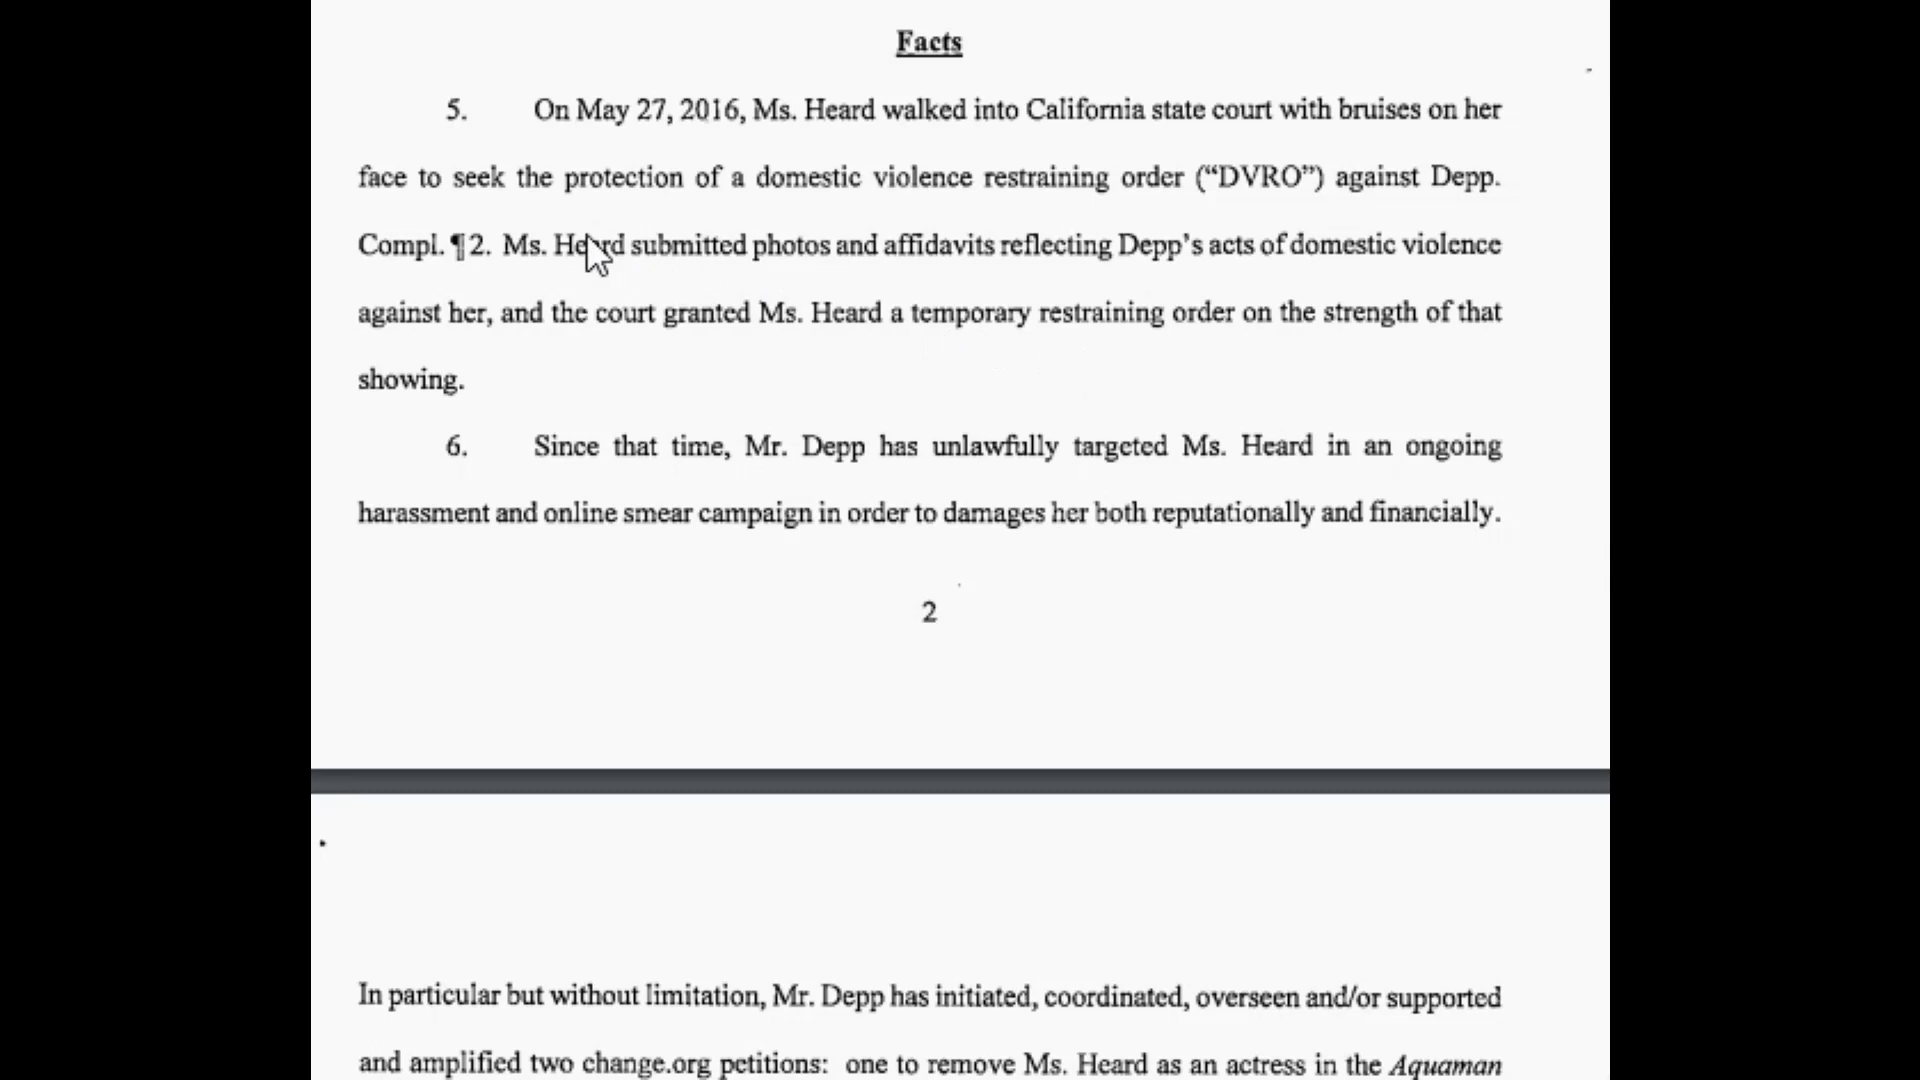 Facts
5. On May 27, 2016, Ms. Heard walked into California state court with bruises on her
face to seek the protection of a domestic violence restraining order (“DVRO”) against Depp.
Compl. ¶ 2. Ms. Heard submitted photos and affidavits reflecting Depp’s acts of domestic violence
against her, and the court granted Ms. Heard a temporary restraining order on the strength of that
showing.
6. Since that time, Mr. Depp has unlawfully targeted Ms. Heard in an ongoing
harassment and online smear campaign in order to damages her both reputationally and financially.
2
In particular but without limitation, Mr. Depp has initiated, coordinated, overseen and/or supported
and amplified two change.org petitions: one to remove Ms. Heard as an actress in the Aquaman